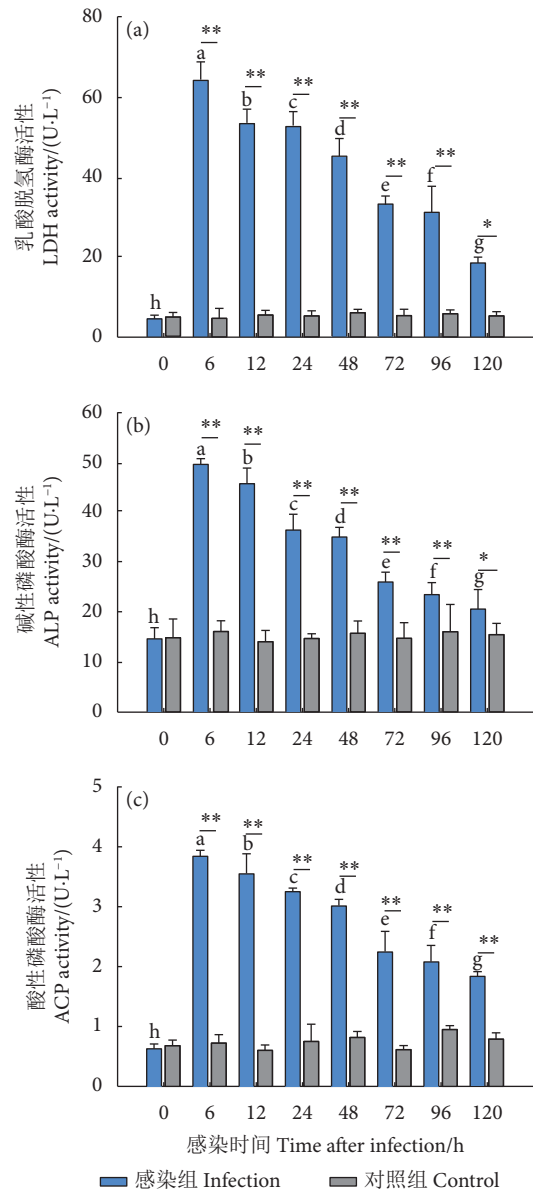 (a)
乳酸脱氢酶活性
LDH activity/(U·L⁻¹)
80
60
40
20
0
a
**
b
**
c
**
d
**
e
**
f
**
g
*
h
0 6 12 24 48 72 96 120
(b)
碱性磷酸酶活性
ALP activity/(U·L⁻¹)
60
50
40
30
20
10
0
a
**
b
**
c
**
d
**
e
**
f
**
g
*
h
0 6 12 24 48 72 96 120
(c)
酸性磷酸酶活性
ACP activity/(U·L⁻¹)
5
4
3
2
1
0
a
**
b
**
c
**
d
**
e
**
f
**
g
**
h
0 6 12 24 48 72 96 120
感染时间 Time after infection/h
感染组 Infection 对照组 Control